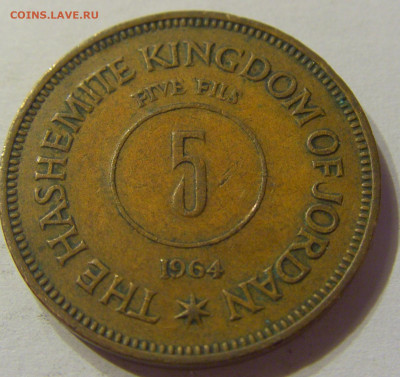 COINS.LAVE.RU
THE HASHEMITE KINGDOM OF JORDAN
FIVE FILS
5
1964